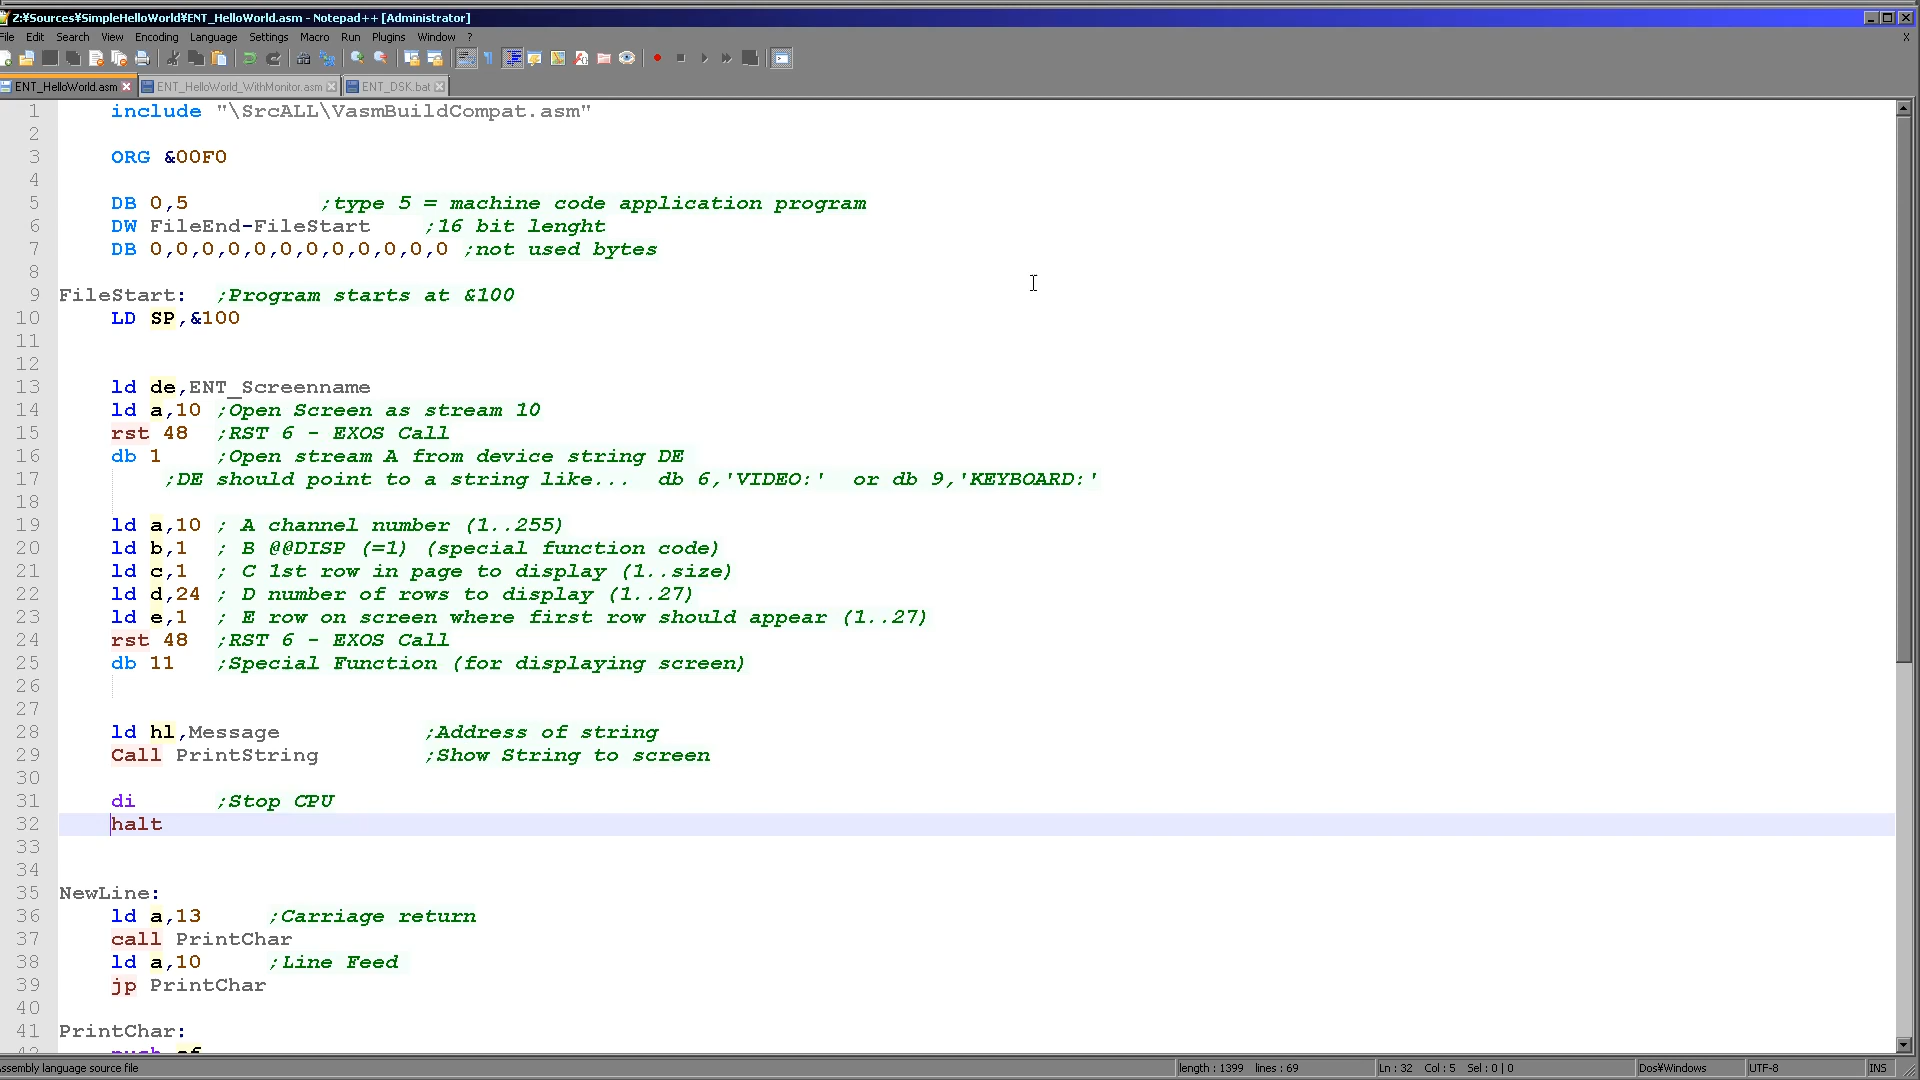 Z:¥Sources¥SimpleHelloWorld¥ENT_HelloWorld.asm - Notepad++ [Administrator]
File Edit Search View Encoding Language Settings Macro Run Plugins Window ? X
ENT_HelloWorld.asm ENT_HelloWorld_WithMonitor.asm ENT_DSK.bat
1 include "\SrcALL\VasmBuildCompat.asm"
2
3 ORG &00F0
4
5 DB 0,5 ;type 5 = machine code application program
6 DW FileEnd-FileStart ;16 bit lenght
7 DB 0,0,0,0,0,0,0,0,0,0,0,0 ;not used bytes
8
9 FileStart: ;Program starts at &100
10 LD SP,&100
11
12
13 ld de,ENT_Screenname
14 ld a,10 ;Open Screen as stream 10
15 rst 48 ;RST 6 - EXOS Call
16 db 1 ;Open stream A from device string DE
17 ;DE should point to a string like... db 6,'VIDEO:' or db 9,'KEYBOARD:'
18
19 ld a,10 ; A channel number (1..255)
20 ld b,1 ; B @@DISP (=1) (special function code)
21 ld c,1 ; C 1st row in page to display (1..size)
22 ld d,24 ; D number of rows to display (1..27)
23 ld e,1 ; E row on screen where first row should appear (1..27)
24 rst 48 ;RST 6 - EXOS Call
25 db 11 ;Special Function (for displaying screen)
26
27
28 ld hl,Message ;Address of string
29 Call PrintString ;Show String to screen
30
31 di ;Stop CPU
32 halt
33
34
35 NewLine:
36 ld a,13 ;Carriage return
37 call PrintChar
38 ld a,10 ;Line Feed
39 jp PrintChar
40
41 PrintChar:
42 push af
ssembly language source file length : 1399 lines : 69 Ln : 32 Col : 5 Sel : 0 | 0 Dos¥Windows UTF-8 INS